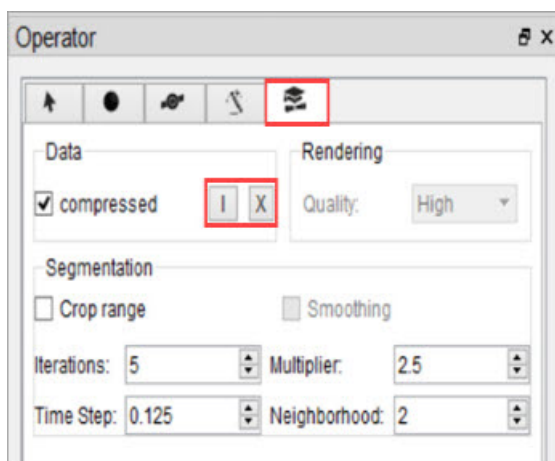 Operator
Data Rendering
compressed I X Quality: High
Segmentation
Crop range Smoothing
Iterations: 5 Multiplier: 2.5
Time Step: 0.125 Neighborhood: 2